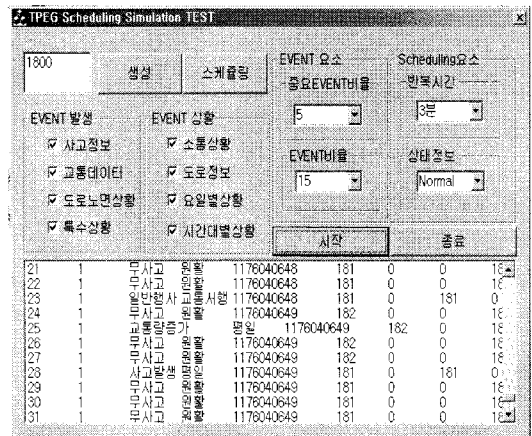 TPEG Scheduling Simulation TEST
1800
생성
스케쥴링
EVENT 요소
중요EVENT비율
5
EVENT비율
15
Scheduling요소
반복시간
3분
상태정보
Normal
EVENT 발생
사고정보
교통데이터
도로노면상황
특수상황
EVENT 상황
소통상황
도로정보
요일별상황
시간대별상황
시작
종료
21 1 무사고 원활 1176040648 181 0 0 18
22 1 무사고 원활 1176040648 181 0 0 18
23 1 일반행사 교통서행 1176040648 181 0 181 0
24 1 무사고 원활 1176040649 182 0 0 18
25 1 교통량증가 평일 1176040649 182 0 18
26 1 무사고 원활 1176040649 182 0 0 18
27 1 무사고 원활 1176040649 182 0 0 18
28 1 사고발생 평일 1176040649 181 0 181 0
29 1 무사고 원활 1176040649 181 0 0 18
30 1 무사고 원활 1176040649 181 0 0 18
31 1 무사고 원활 1176040649 181 0 0 18